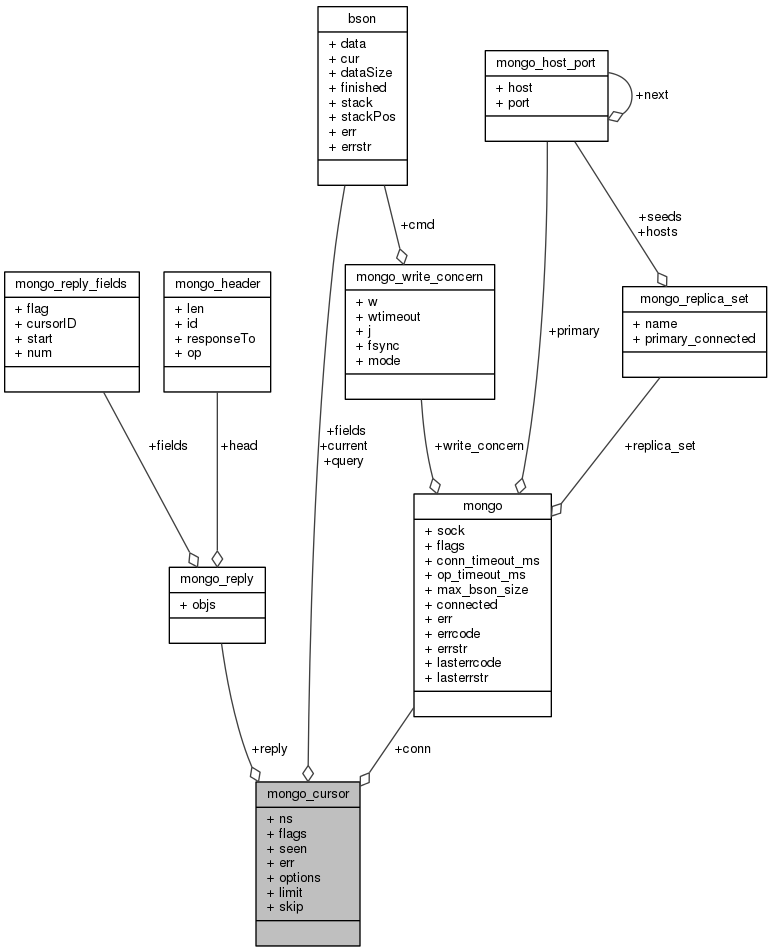 bson
+ data
+ cur
+ dataSize
+ finished
+ stack
+ stackPos
+ err
+ errstr
mongo_host_port
+ host
+ port
+next
+cmd
+seeds
+hosts
mongo_reply_fields
+ flag
+ cursorID
+ start
+ num
mongo_header
+ len
+ id
+ responseTo
+ op
mongo_write_concern
+ w
+ wtimeout
+ j
+ fsync
+ mode
+primary
mongo_replica_set
+ name
+ primary_connected
+fields
+head
+fields
+current
+query
+write_concern
+replica_set
mongo_reply
+ objs
mongo
+ sock
+ flags
+ conn_timeout_ms
+ op_timeout_ms
+ max_bson_size
+ connected
+ err
+ errcode
+ errstr
+ lasterrcode
+ lasterrstr
+reply
+conn
mongo_cursor
+ ns
+ flags
+ seen
+ err
+ options
+ limit
+ skip